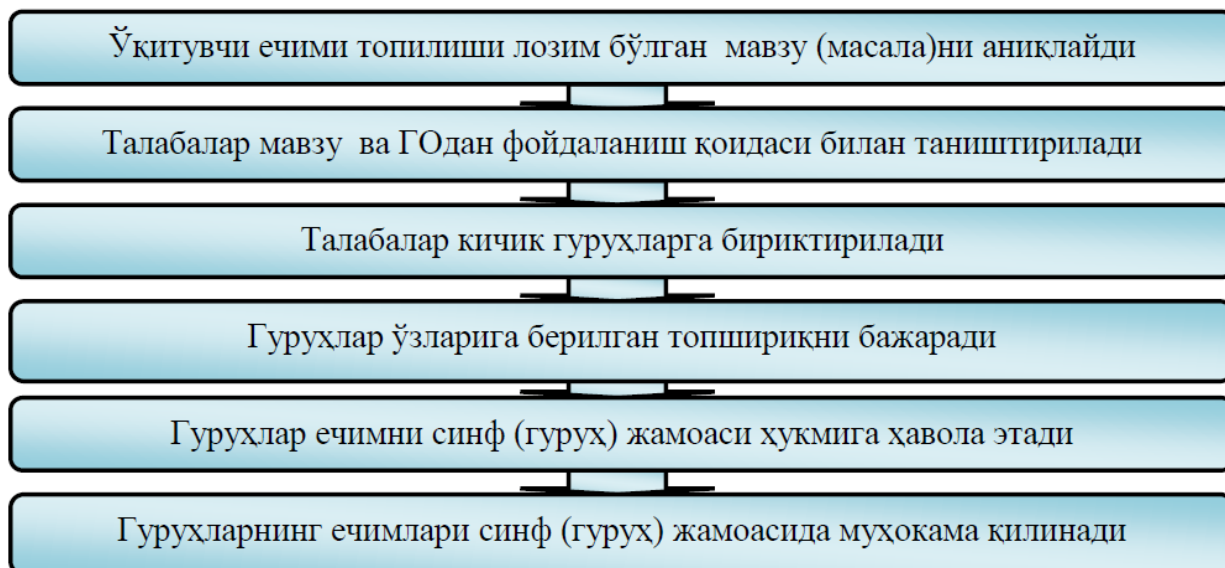 Ўқитувчи ечими топилиши лозим бўлган мавзу (масала)ни аниқлайди
Талабалар мавзу ва ГОдан фойдаланиш қоидаси билан таништирилади
Талабалар кичик гуруҳларга бириктирилади
Гуруҳлар ўзларига берилган топшириқни бажаради
Гуруҳлар ечимни синф (гуруҳ) жамоаси ҳукмига ҳавола этади
Гуруҳларнинг ечимлари синф (гуруҳ) жамоасида муҳокама қилинади